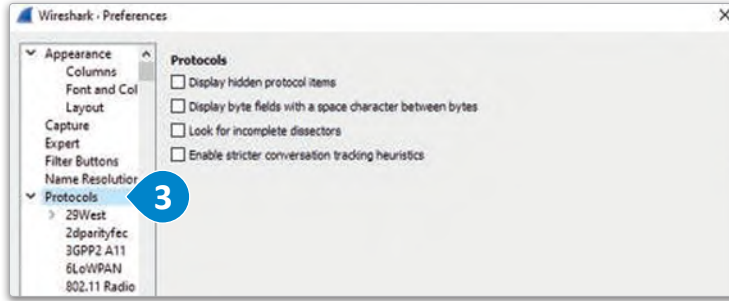 Wireshark · Preferences
Appearance
Columns
Font and Col
Layout
Capture
Expert
Filter Buttons
Name Resolution
Protocols
29West
2dparityfec
3GPP2 A11
6LoWPAN
802.11 Radio
3
Protocols
Display hidden protocol items
Display byte fields with a space character between bytes
Look for incomplete dissectors
Enable stricter conversation tracking heuristics